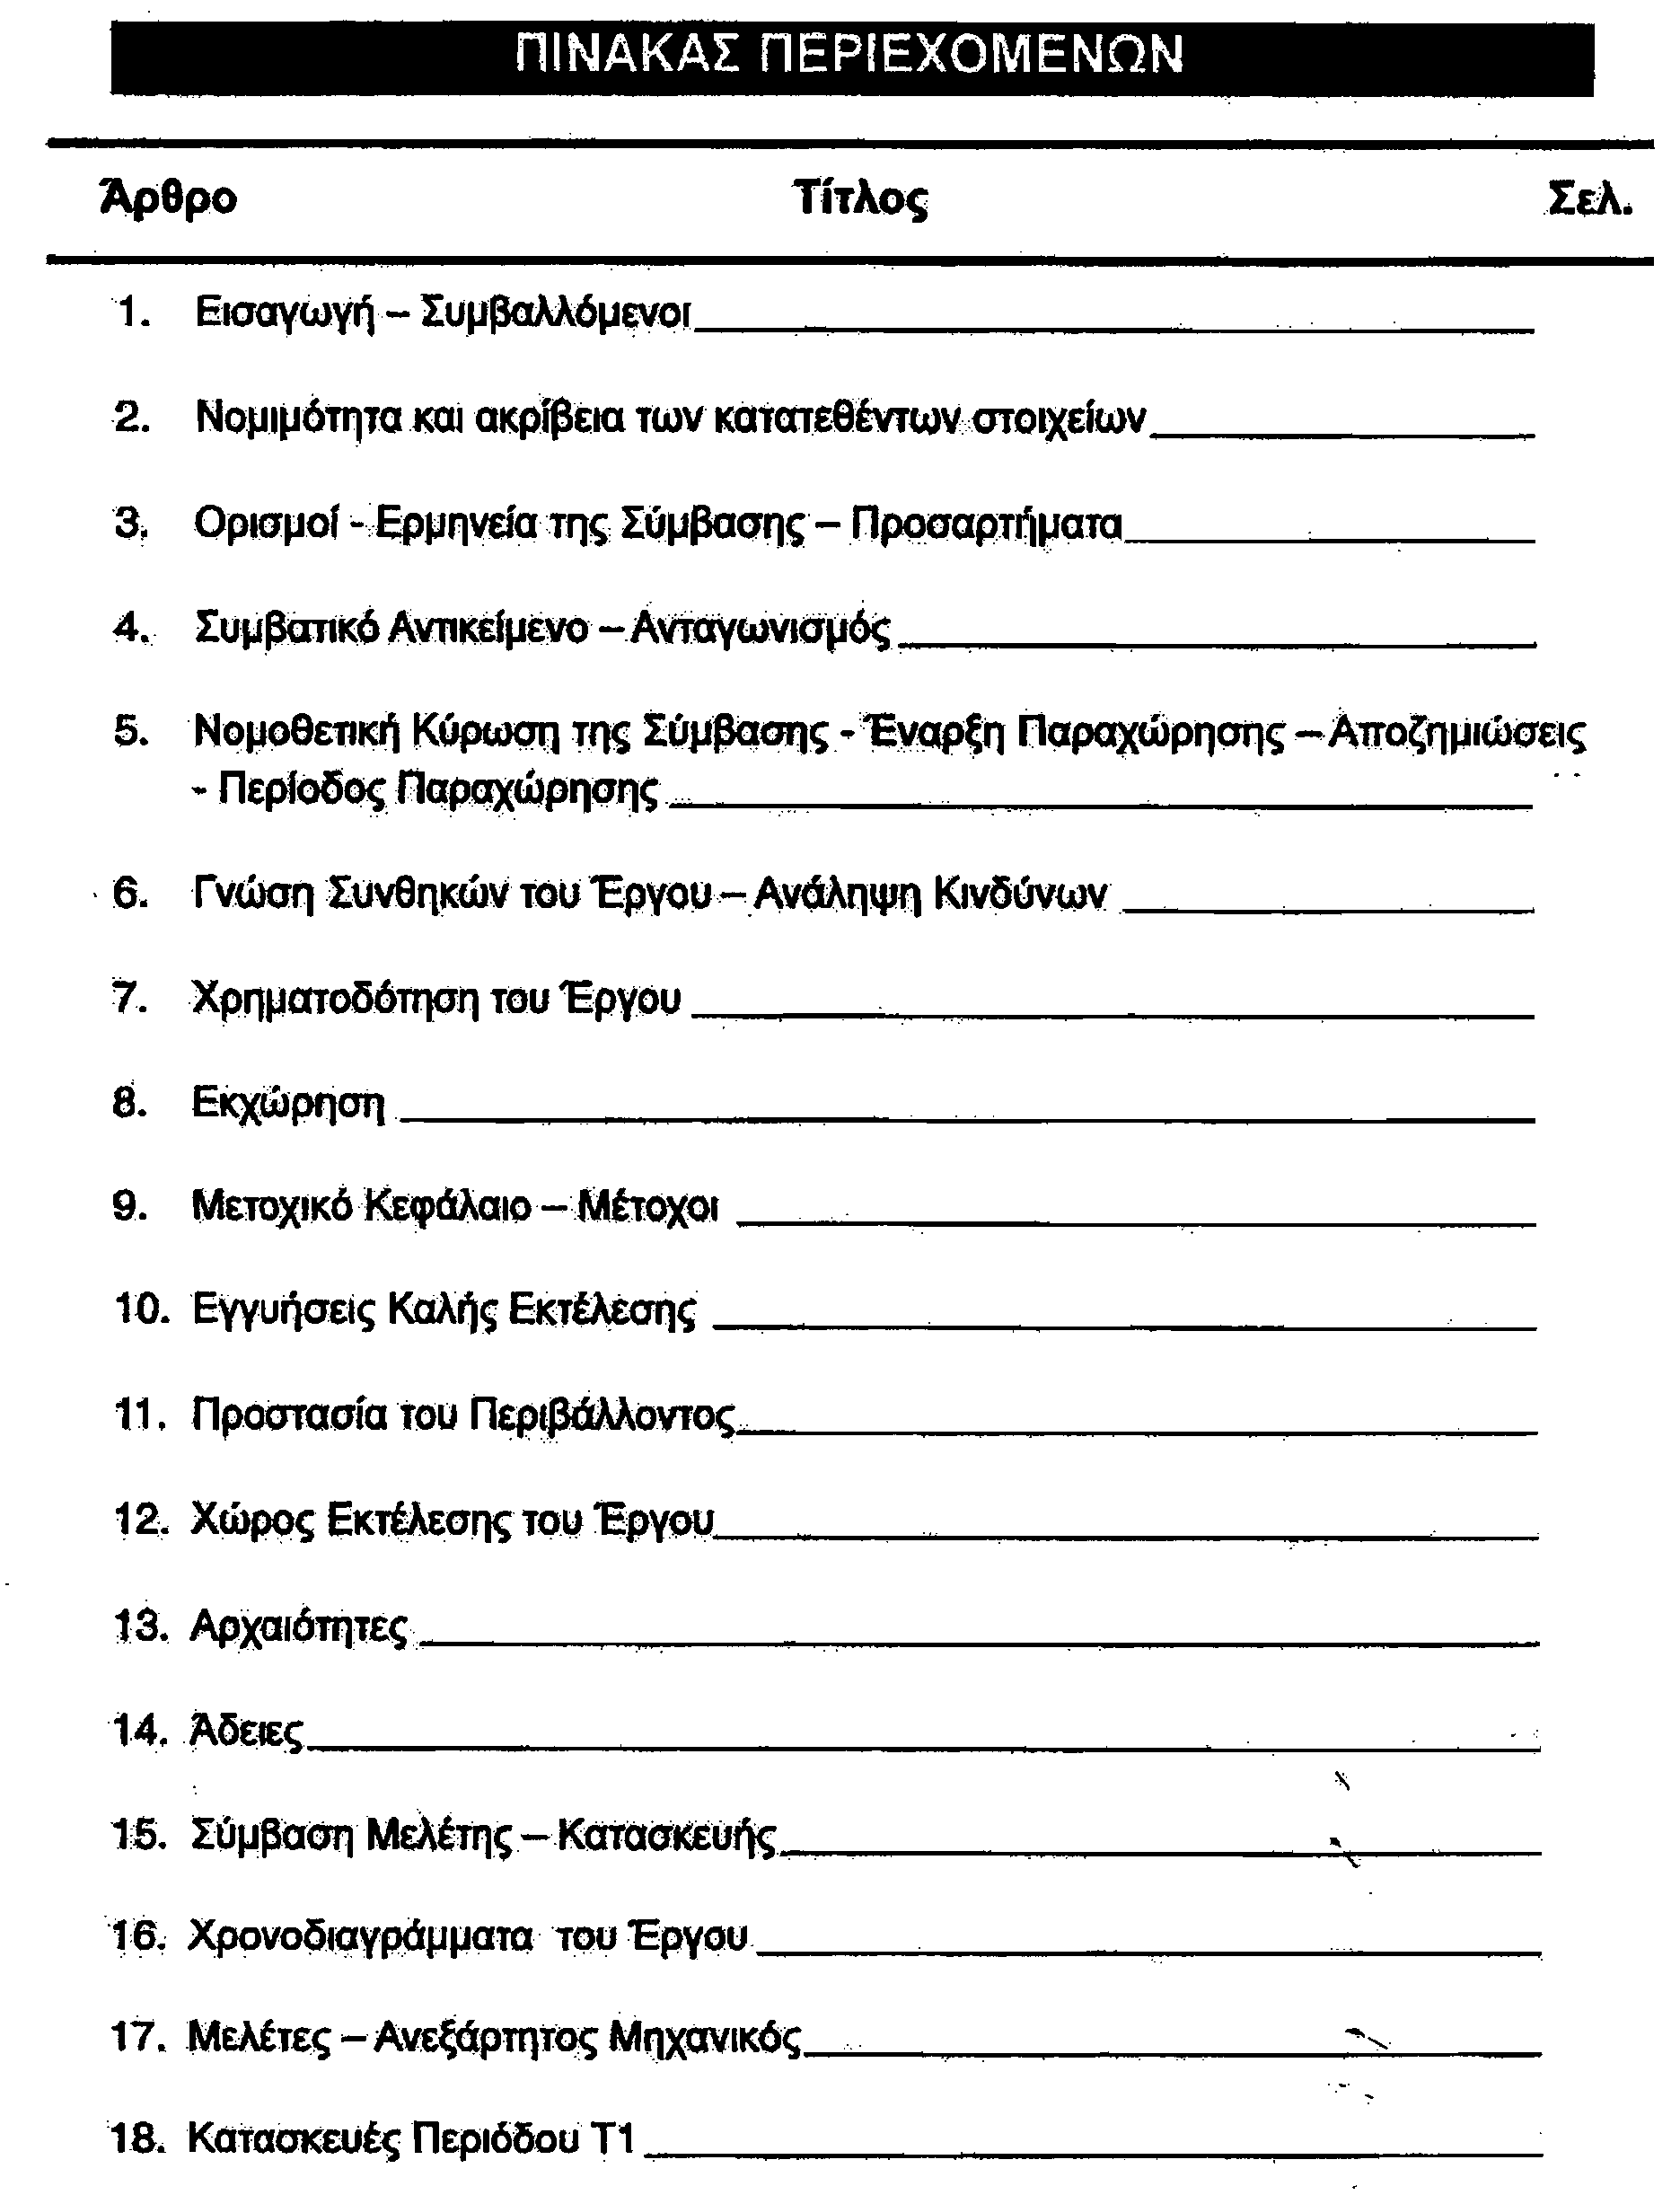 ΠΙΝΑΚΑΣ ΠΕΡΙΕΧΟΜΕΝΩΝ
Άρθρο Τίτλος Σελ.
1. Εισαγωγή – Συμβαλλόμενοι
2. Νομιμότητα και ακρίβεια των κατατεθέντων στοιχείων
3. Ορισμοί - Ερμηνεία της Σύμβασης – Προσαρτήματα
4. Συμβατικό Αντικείμενο – Ανταγωνισμός
5. Νομοθετική Κύρωση της Σύμβασης - Έναρξη Παραχώρησης – Αποζημιώσεις
- Περίοδος Παραχώρησης
6. Γνώση Συνθηκών του Έργου – Ανάληψη Κινδύνων
7. Χρηματοδότηση του Έργου
8. Εκχώρηση
9. Μετοχικό Κεφάλαιο – Μέτοχοι
10. Εγγυήσεις Καλής Εκτέλεσης
11. Προστασία του Περιβάλλοντος
12. Χώρος Εκτέλεσης του Έργου
13. Αρχαιότητες
14. Άδειες
15. Σύμβαση Μελέτης – Κατασκευής
16. Χρονοδιαγράμματα του Έργου
17. Μελέτες – Ανεξάρτητος Μηχανικός
18. Κατασκευές Περιόδου Τ1